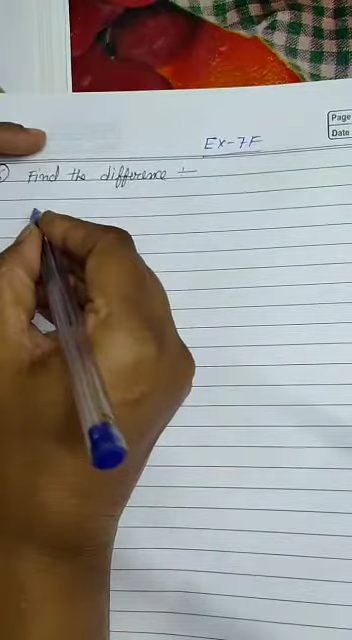 Page
Date
Ex-7F
Find the difference :-